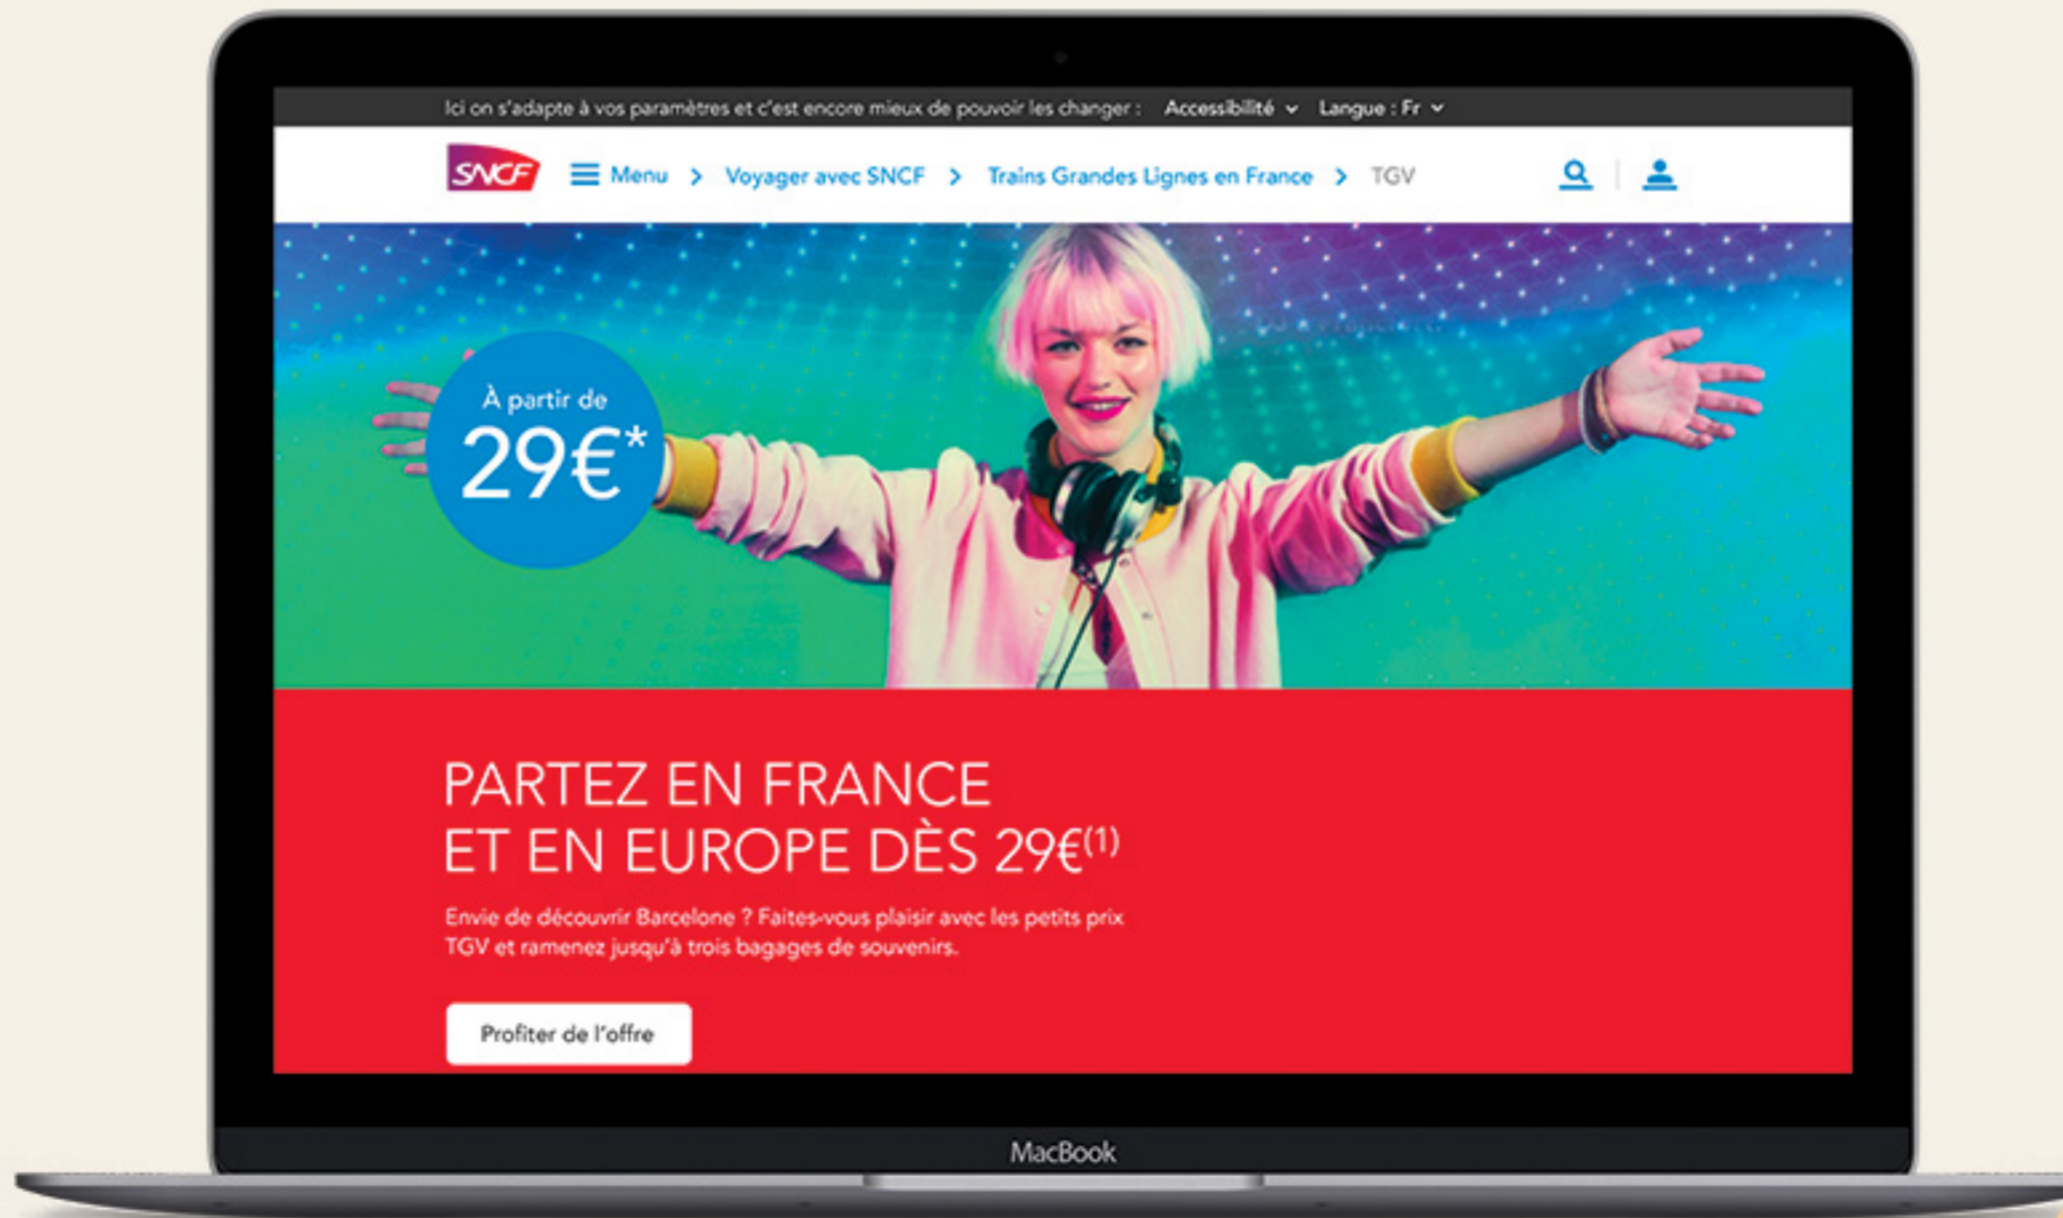 Ici on s'adapte à vos paramètres et c'est encore mieux de pouvoir les changer : Accessibilité Langue : Fr
SNCF Menu > Voyager avec SNCF > Trains Grandes Lignes en France > TGV
À partir de
29€*
PARTEZ EN FRANCE
ET EN EUROPE DÈS 29€(1)
Envie de découvrir Barcelone ? Faites-vous plaisir avec les petits prix
TGV et ramenez jusqu'à trois bagages de souvenirs.
Profiter de l'offre
MacBook